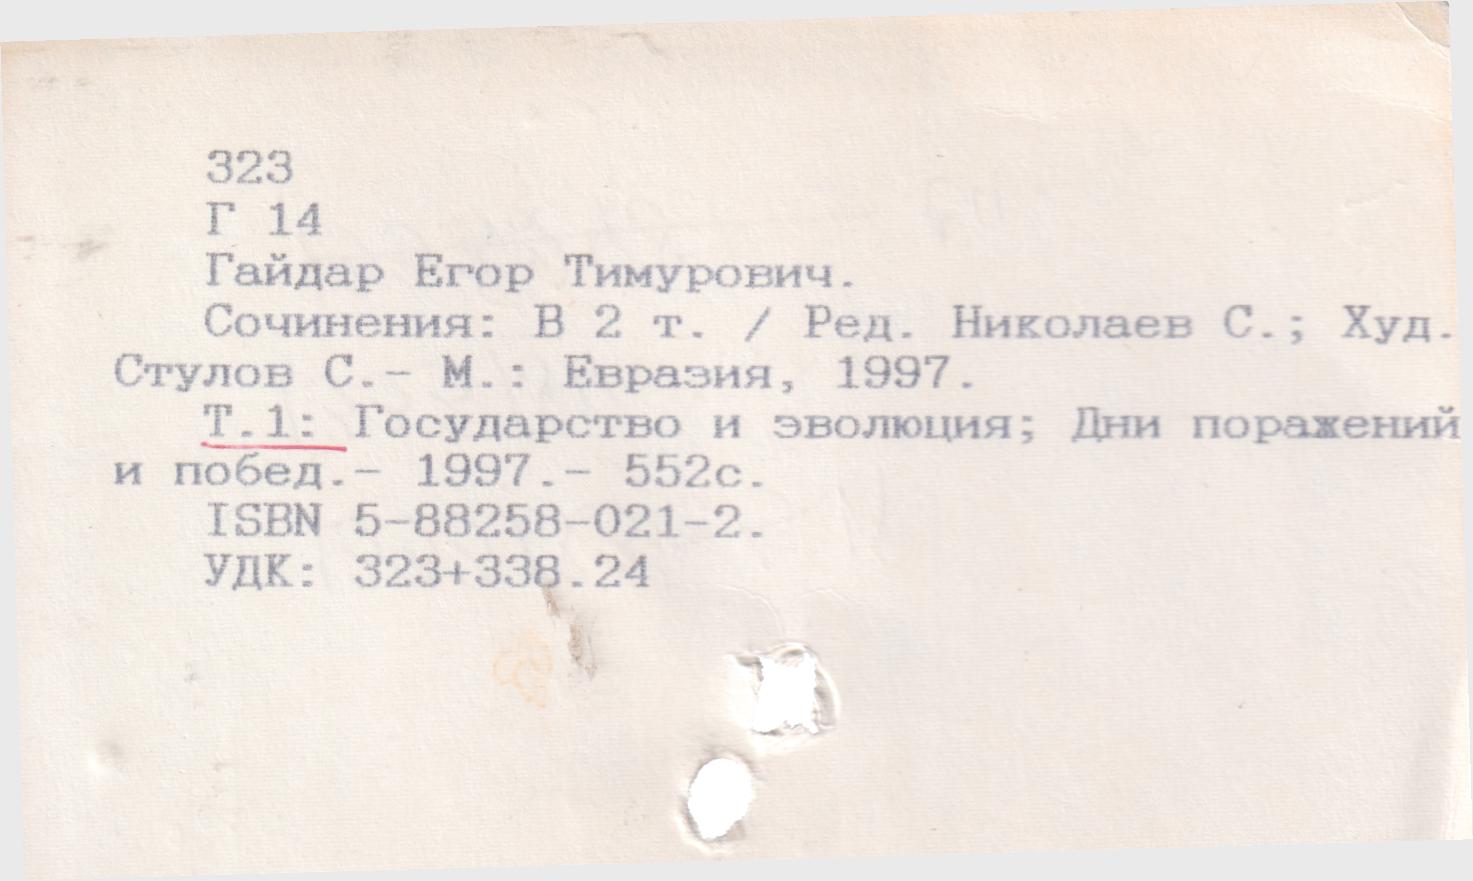 323
Г 14
Гайдар Егор Тимурович.
Сочинения: В 2 т. / Ред. Николаев С.; Худ.
Стулов С.- М.: Евразия, 1997.
Т.1: Государство и эволюция; Дни поражений
и побед.- 1997.- 552с.
ISBN 5-88258-021-2.
УДК: 323+338.24